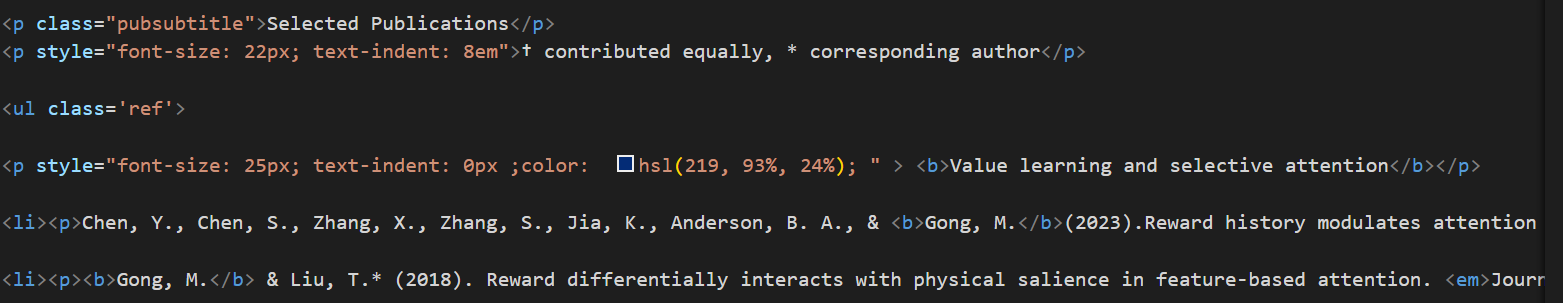 <p class="pubsubtitle">Selected Publications</p>
<p style="font-size: 22px; text-indent: 8em">† contributed equally, * corresponding author</p>
<ul class='ref'>
<p style="font-size: 25px; text-indent: 0px ;color:  hsl(219, 93%, 24%); " > <b>Value learning and selective attention</b></p>
<li><p>Chen, Y., Chen, S., Zhang, X., Zhang, S., Jia, K., Anderson, B. A., & <b>Gong, M.</b>(2023).Reward history modulates attention
<li><p><b>Gong, M.</b> & Liu, T.* (2018). Reward differentially interacts with physical salience in feature-based attention. <em>Journ